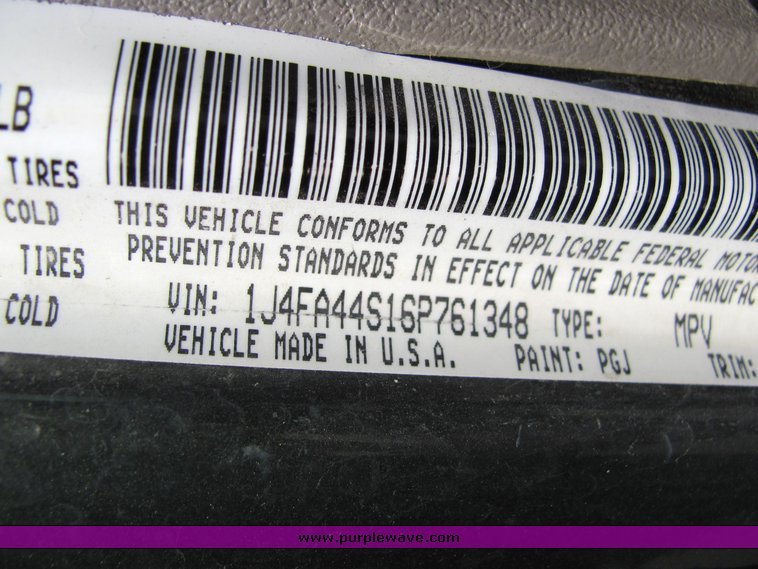 LB
TIRES
COLD
TIRES
COLD
THIS VEHICLE CONFORMS TO ALL APPLICABLE FEDERAL MOTOR
PREVENTION STANDARDS IN EFFECT ON THE DATE OF MANUFAC
VIN: 1J4FA44S16P761348 TYPE: MPV
VEHICLE MADE IN U.S.A. PAINT: PGJ TRIM:
www.purplewave.com